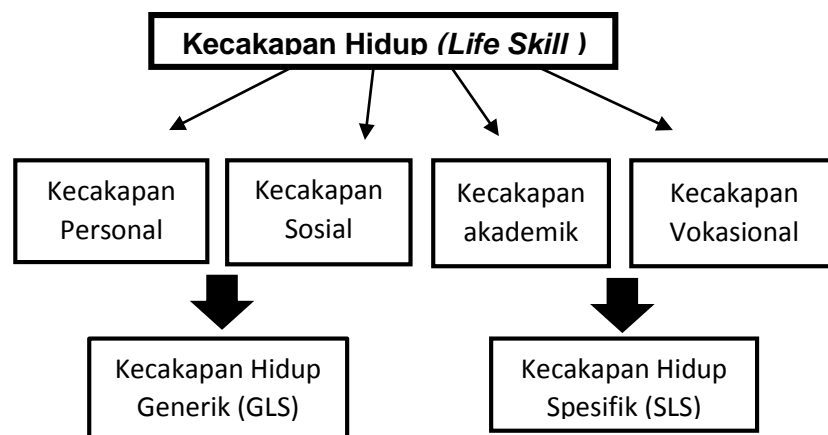 Kecakapan Hidup (Life Skill )
Kecakapan
Personal
Kecakapan
Sosial
Kecakapan
akademik
Kecakapan
Vokasional
Kecakapan Hidup
Generik (GLS)
Kecakapan Hidup
Spesifik (SLS)